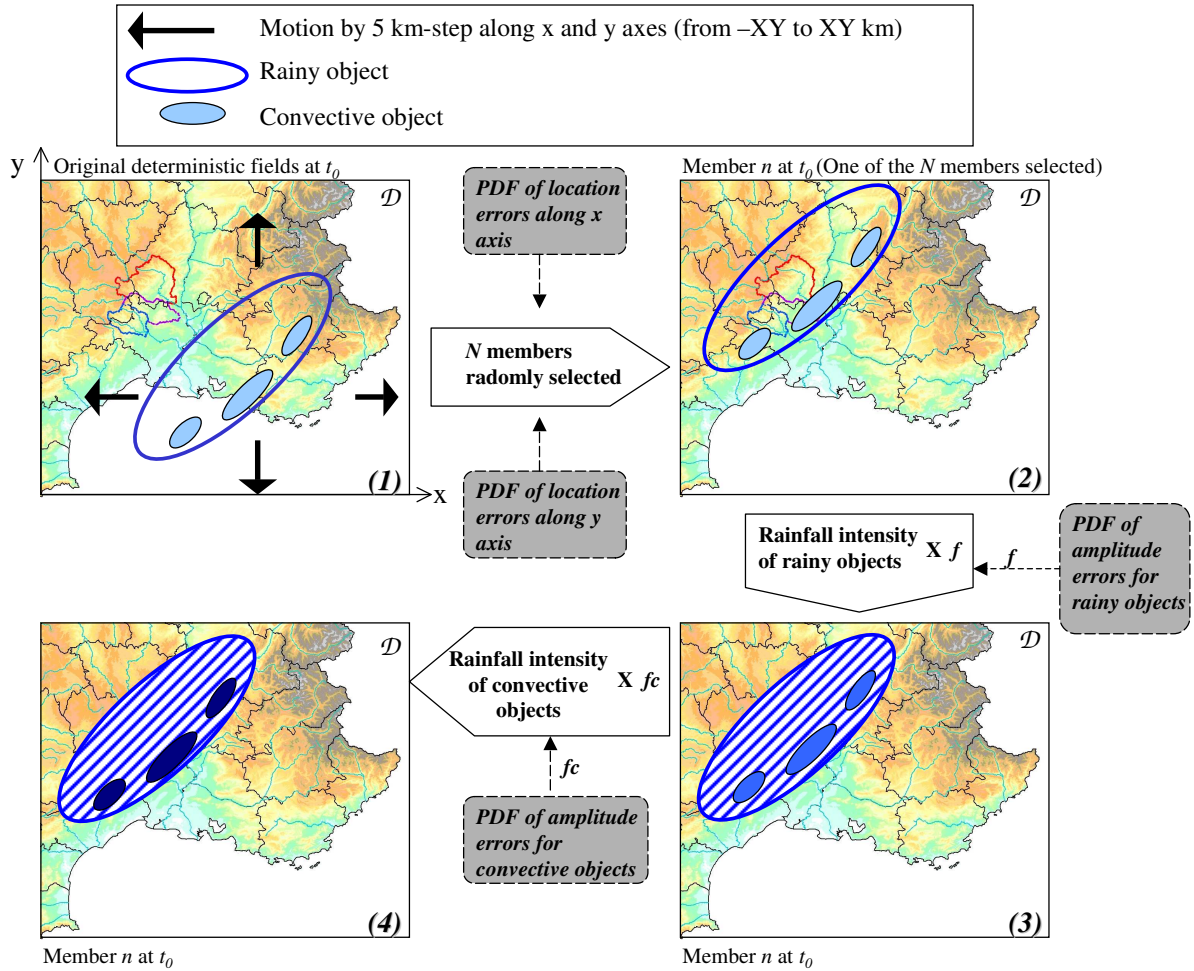 Motion by 5 km-step along x and y axes (from –XY to XY km)
Rainy object
Convective object
y
Original deterministic fields at t0
D
(1)
x
PDF of location
errors along x
axis
N members
radomly selected
PDF of location
errors along y
axis
Member n at t0 (One of the N members selected)
D
(2)
Rainfall intensity
of rainy objects
X f
f
PDF of
amplitude
errors for
rainy objects
D
(3)
Member n at t0
Rainfall intensity
of convective
objects
X fc
fc
PDF of amplitude
errors for
convective objects
D
(4)
Member n at t0